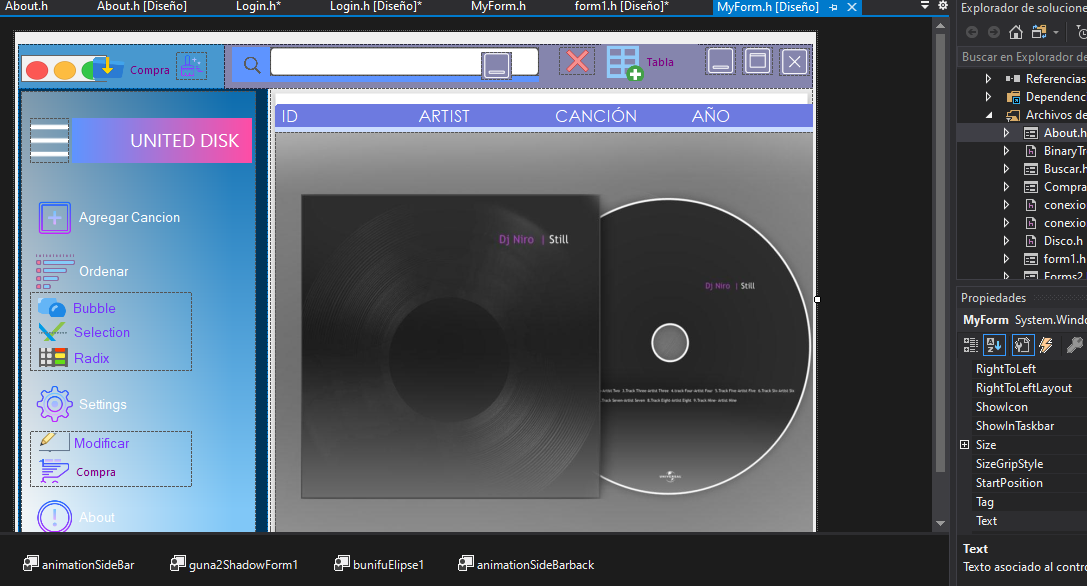 About.h About.h [Diseño] Login.h* Login.h [Diseño]* MyForm.h form1.h [Diseño]* MyForm.h [Diseño]
Explorador de solucione
Buscar en Explorador de
Referencias
Dependenc
Archivos de
About.h
BinaryTr
Buscar.h
Compra
conexio
conexio
Disco.h
form1.h
Forms2
Compra
Tabla
ID ARTIST CANCIÓN AÑO
UNITED DISK
Agregar Cancion
Ordenar
Bubble
Selection
Radix
Settings
Modificar
Compra
About
Dj Niro | Still
Dj Niro | Still
Propiedades
MyForm System.Windo
RightToLeft
RightToLeftLayout
ShowIcon
ShowInTaskbar
Size
SizeGripStyle
StartPosition
Tag
Text
Text
Texto asociado al contro
animationSideBar guna2ShadowForm1 bunifuElipse1 animationSideBarback